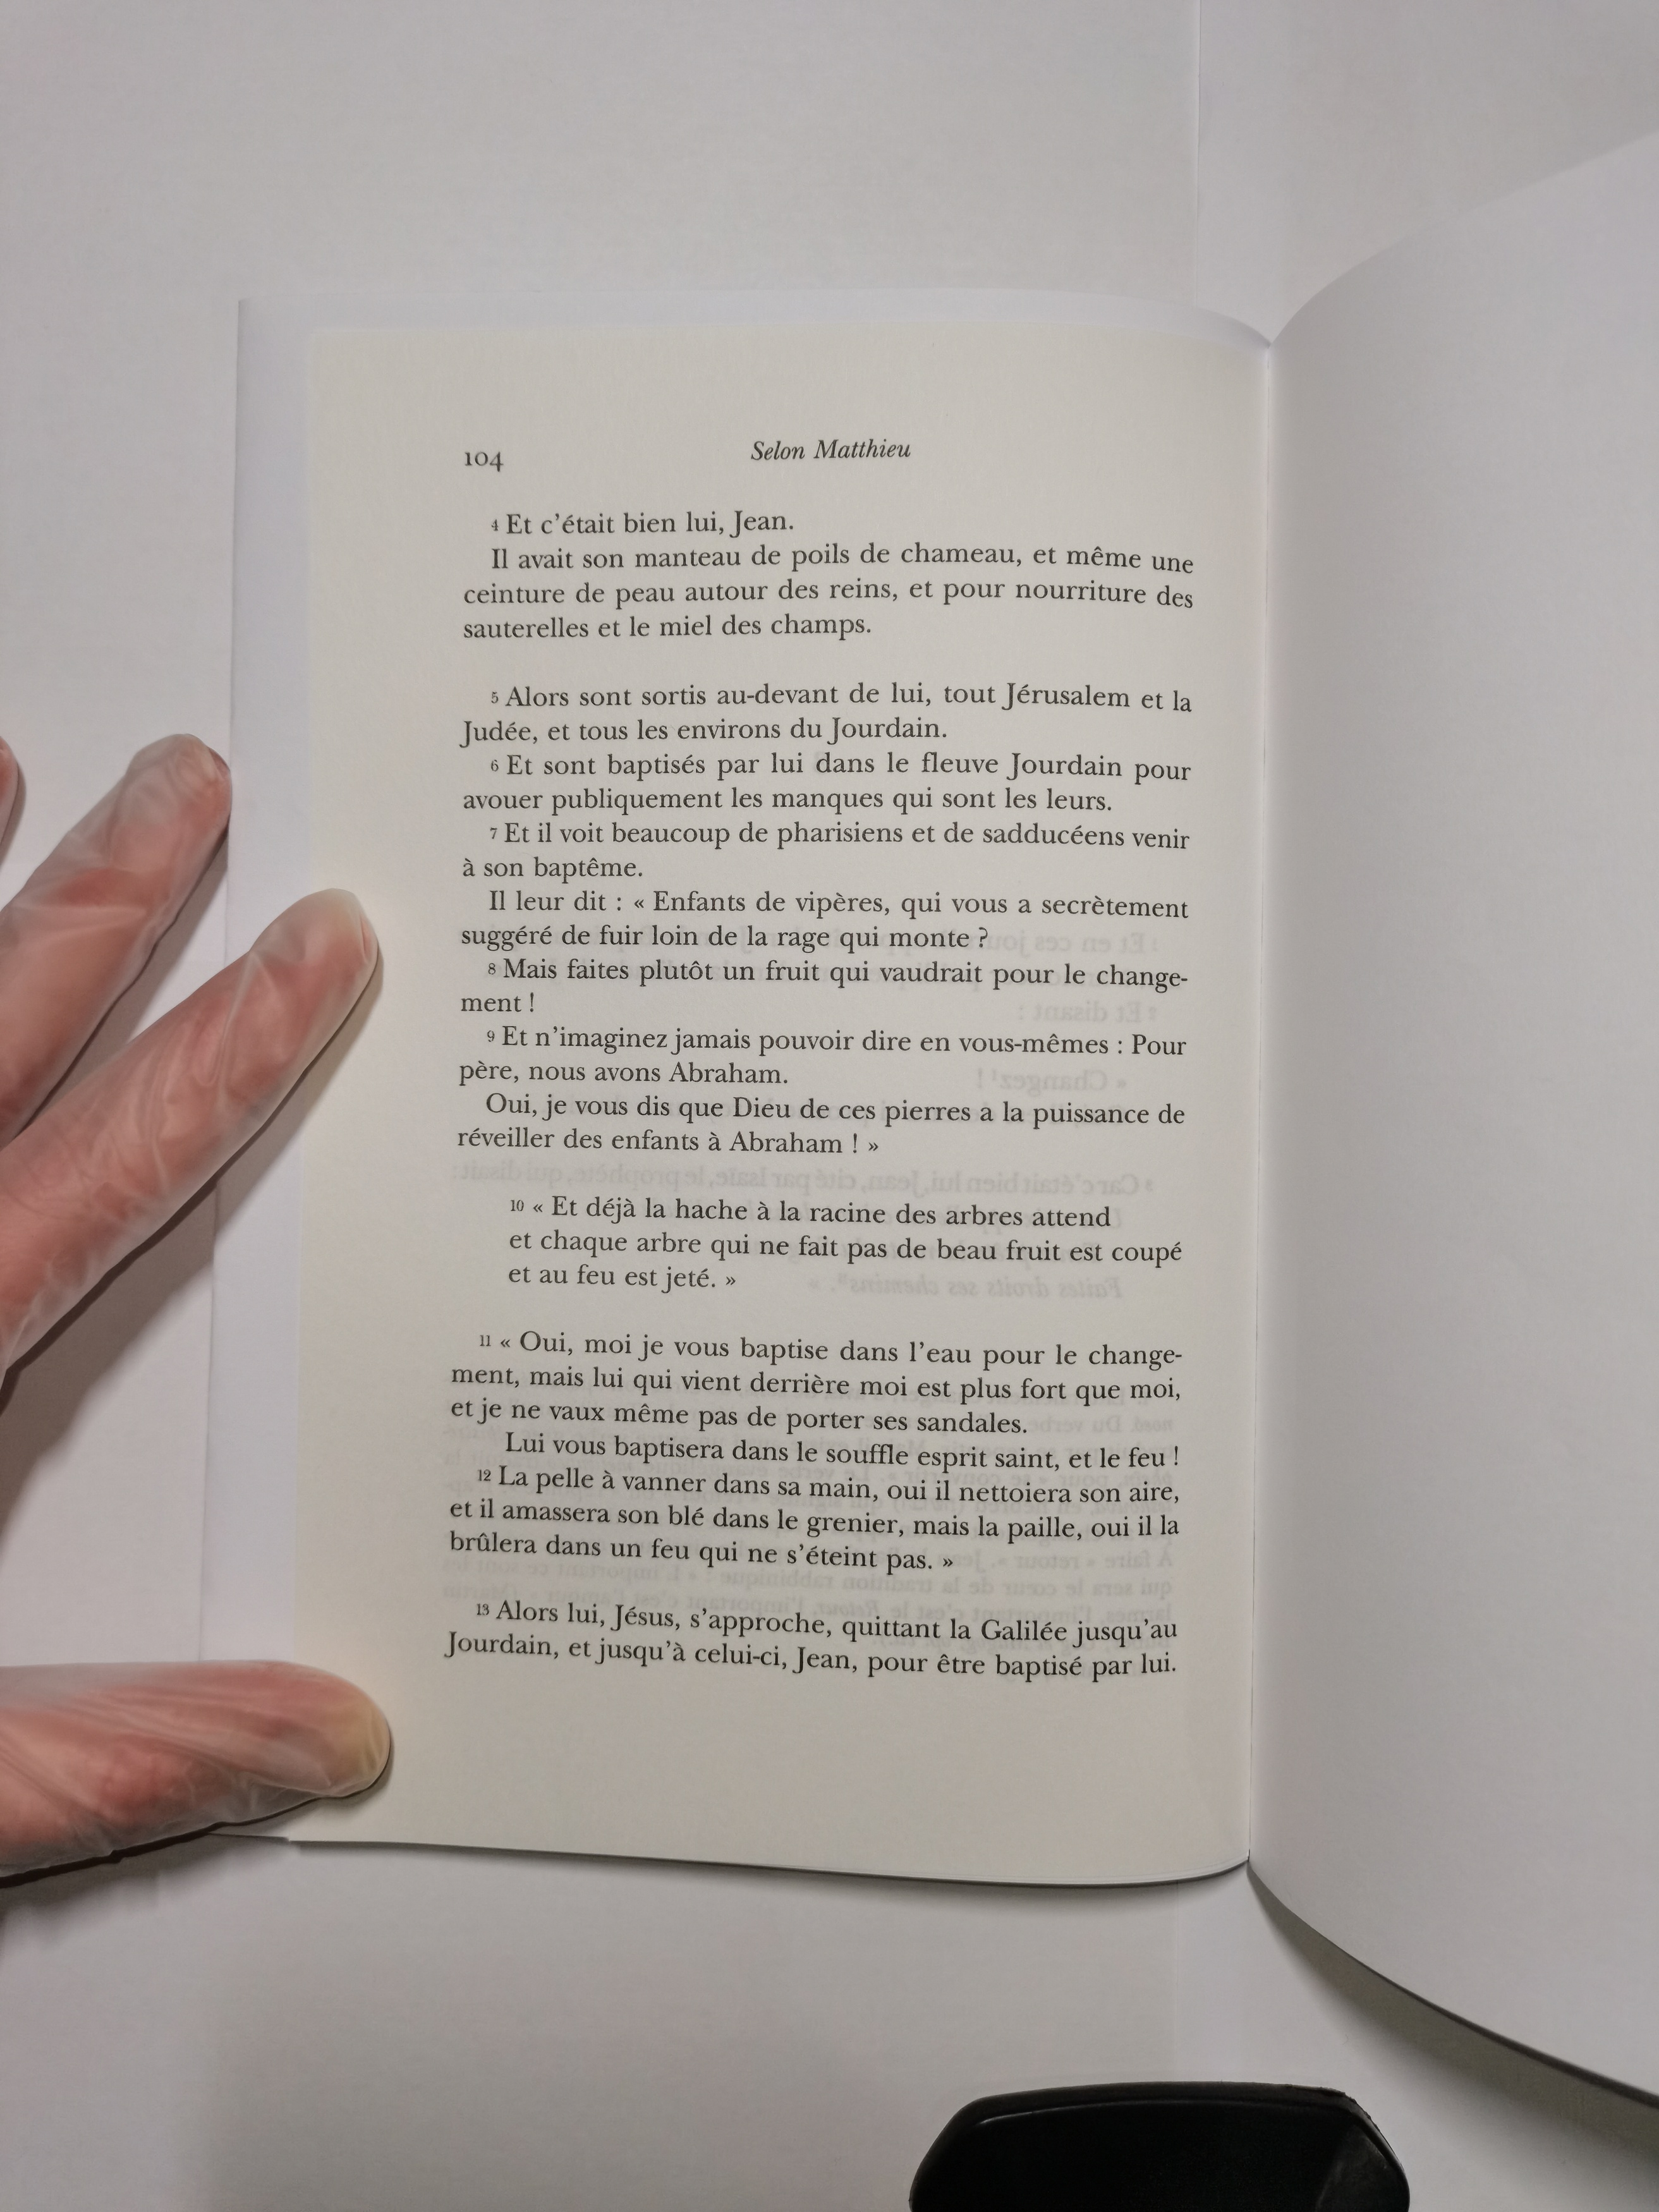 104
Selon Matthieu
4 Et c'était bien lui, Jean.
Il avait son manteau de poils de chameau, et même une
ceinture de peau autour des reins, et pour nourriture des
sauterelles et le miel des champs.
5 Alors sont sortis au-devant de lui, tout Jérusalem et la
Judée, et tous les environs du Jourdain.
6 Et sont baptisés par lui dans le fleuve Jourdain pour
avouer publiquement les manques qui sont les leurs.
7 Et il voit beaucoup de pharisiens et de sadducéens venir
à son baptême.
Il leur dit : « Enfants de vipères, qui vous a secrètement
suggéré de fuir loin de la rage qui monte ?
8 Mais faites plutôt un fruit qui vaudrait pour le change-
ment !
9 Et n'imaginez jamais pouvoir dire en vous-mêmes : Pour
père, nous avons Abraham.
Oui, je vous dis que Dieu de ces pierres a la puissance de
réveiller des enfants à Abraham ! »
10 « Et déjà la hache à la racine des arbres attend
et chaque arbre qui ne fait pas de beau fruit est coupé
et au feu est jeté. »
11 « Oui, moi je vous baptise dans l'eau pour le change-
ment, mais lui qui vient derrière moi est plus fort que moi,
et je ne vaux même pas de porter ses sandales.
Lui vous baptisera dans le souffle esprit saint, et le feu !
12 La pelle à vanner dans sa main, oui il nettoiera son aire,
et il amassera son blé dans le grenier, mais la paille, oui il la
brûlera dans un feu qui ne s'éteint pas. »
13 Alors lui, Jésus, s'approche, quittant la Galilée jusqu'au
Jourdain, et jusqu'à celui-ci, Jean, pour être baptisé par lui.